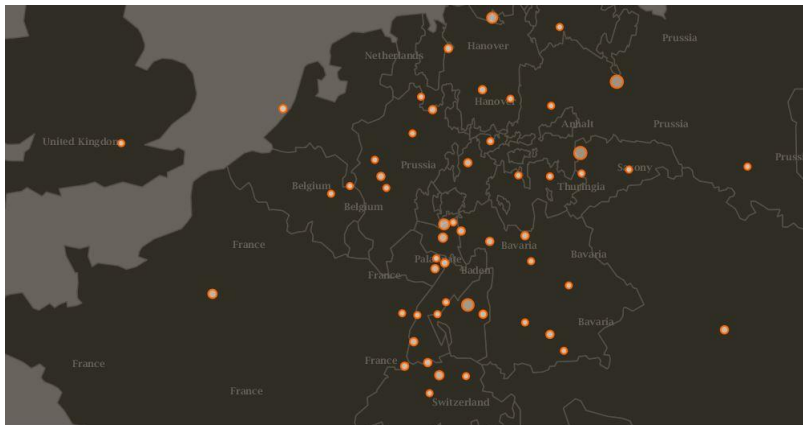 Prussia
Hanover
Netherlands
Hanover
Anhalt
Prussia
United Kingdom
Prussia
Prussia
Saxony
Belgium
Thuringia
Belgium
France
Bavaria
Bavaria
Palatinate
Baden
France
Bavaria
France
France
France
Switzerland